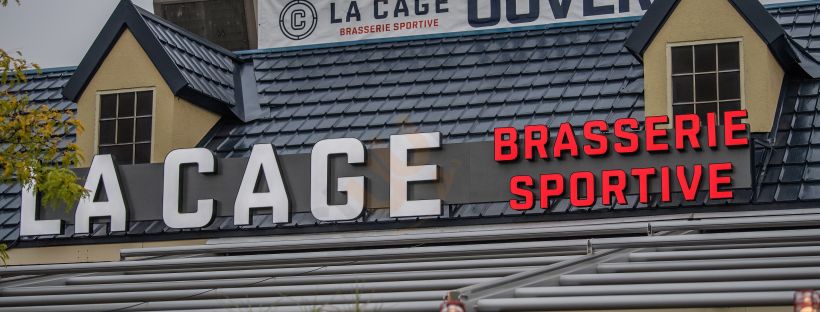 C
LA CAGE
BRASSERIE SPORTIVE
LA CAGE
BRASSERIE
SPORTIVE